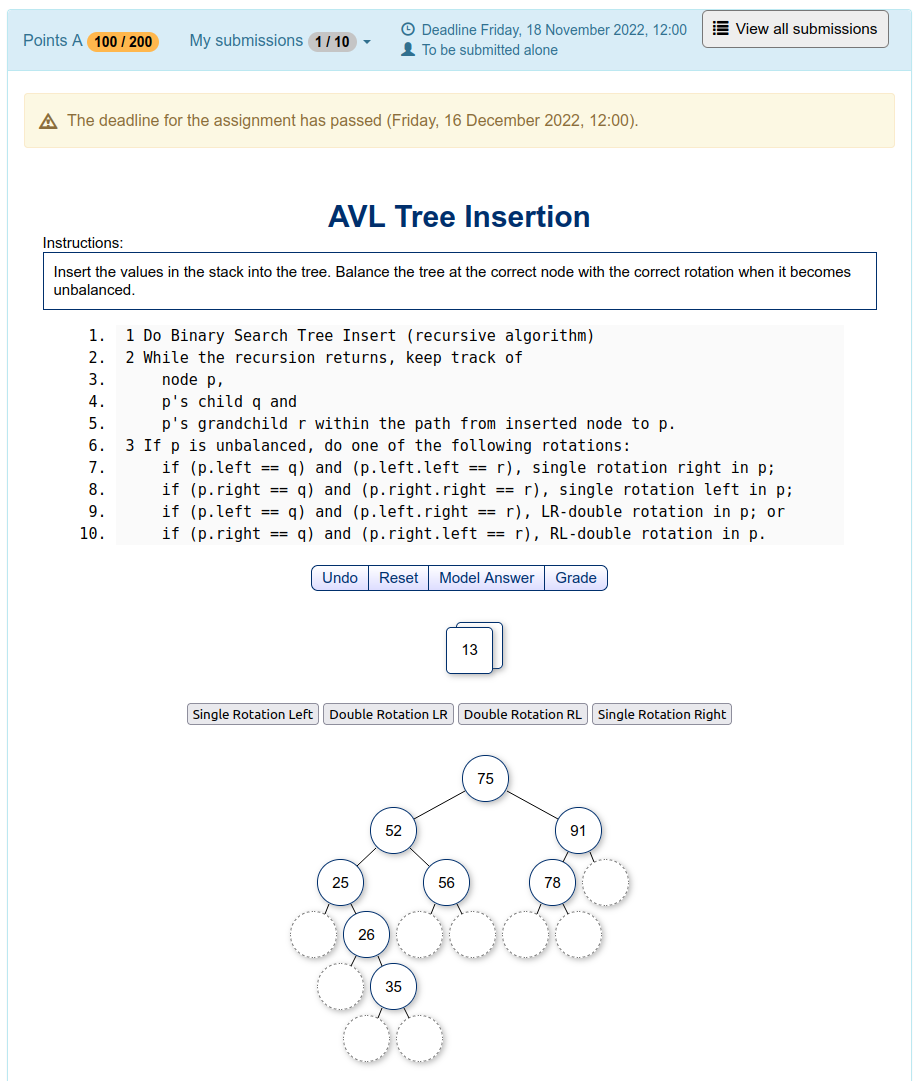 Points A 100 / 200 My submissions 1 / 10 Deadline Friday, 18 November 2022, 12:00 View all submissions
To be submitted alone
The deadline for the assignment has passed (Friday, 16 December 2022, 12:00).
AVL Tree Insertion
Instructions:
Insert the values in the stack into the tree. Balance the tree at the correct node with the correct rotation when it becomes
unbalanced.
1. 1 Do Binary Search Tree Insert (recursive algorithm)
2. 2 While the recursion returns, keep track of
3. node p,
4. p's child q and
5. p's grandchild r within the path from inserted node to p.
6. 3 If p is unbalanced, do one of the following rotations:
7. if (p.left == q) and (p.left.left == r), single rotation right in p;
8. if (p.right == q) and (p.right.right == r), single rotation left in p;
9. if (p.left == q) and (p.left.right == r), LR-double rotation in p; or
10. if (p.right == q) and (p.right.left == r), RL-double rotation in p.
Undo Reset Model Answer Grade
13
Single Rotation Left Double Rotation LR Double Rotation RL Single Rotation Right
75
52 91
25 56 78
26
35